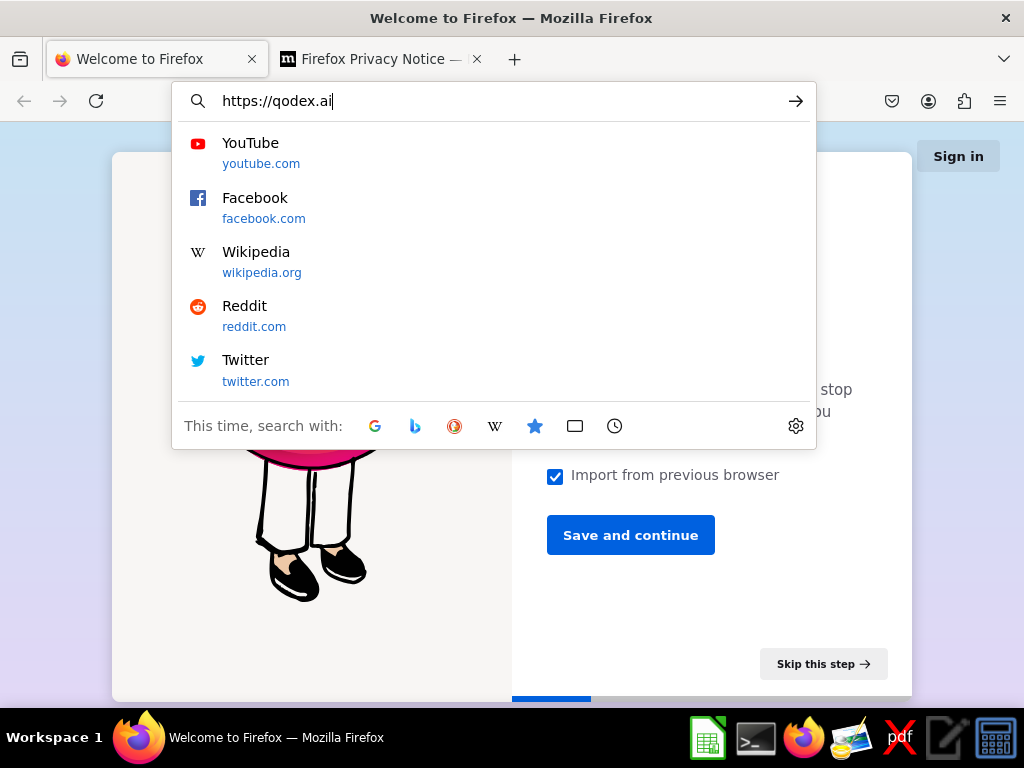 Welcome to Firefox — Mozilla Firefox
Welcome to Firefox
Firefox Privacy Notice —
https://qodex.ai
YouTube
youtube.com
Facebook
facebook.com
Wikipedia
wikipedia.org
Reddit
reddit.com
Twitter
twitter.com
This time, search with:
Sign in
stop
Import from previous browser
Save and continue
Skip this step
Workspace 1
Welcome to Firefox — Mozilla Firefox
pdf